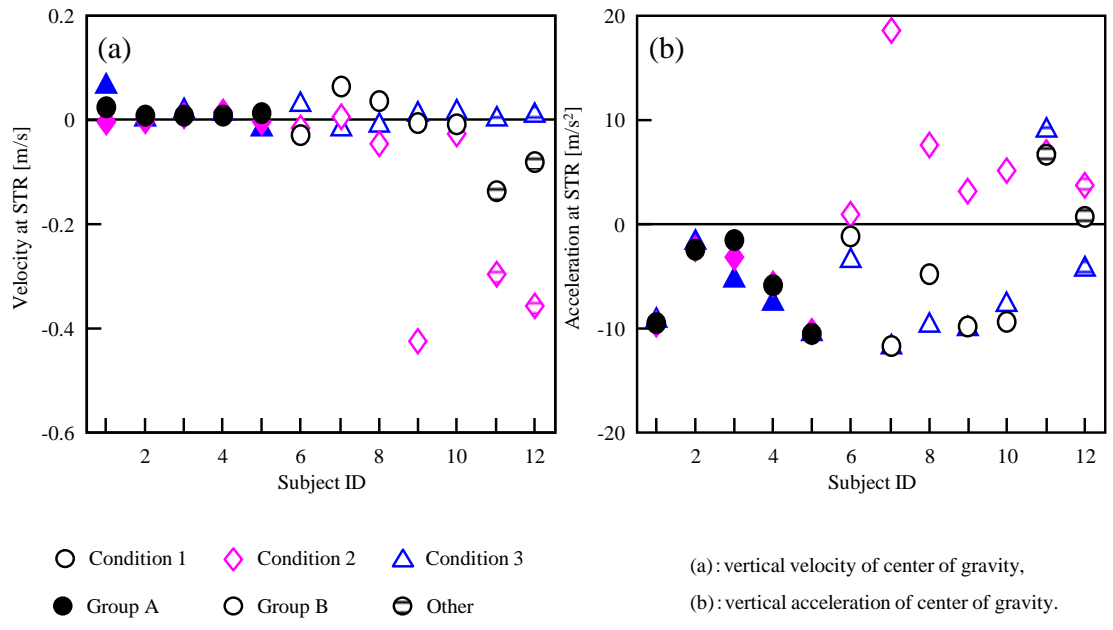 0.2
0
-0.2
-0.4
-0.6
Velocity at STR [m/s]
(a)
2 4 6 8 10 12
Subject ID
20
10
0
-10
-20
Acceleration at STR [m/s²]
(b)
2 4 6 8 10 12
Subject ID
Condition 1 Condition 2 Condition 3
Group A Group B Other
(a): vertical velocity of center of gravity,
(b): vertical acceleration of center of gravity.